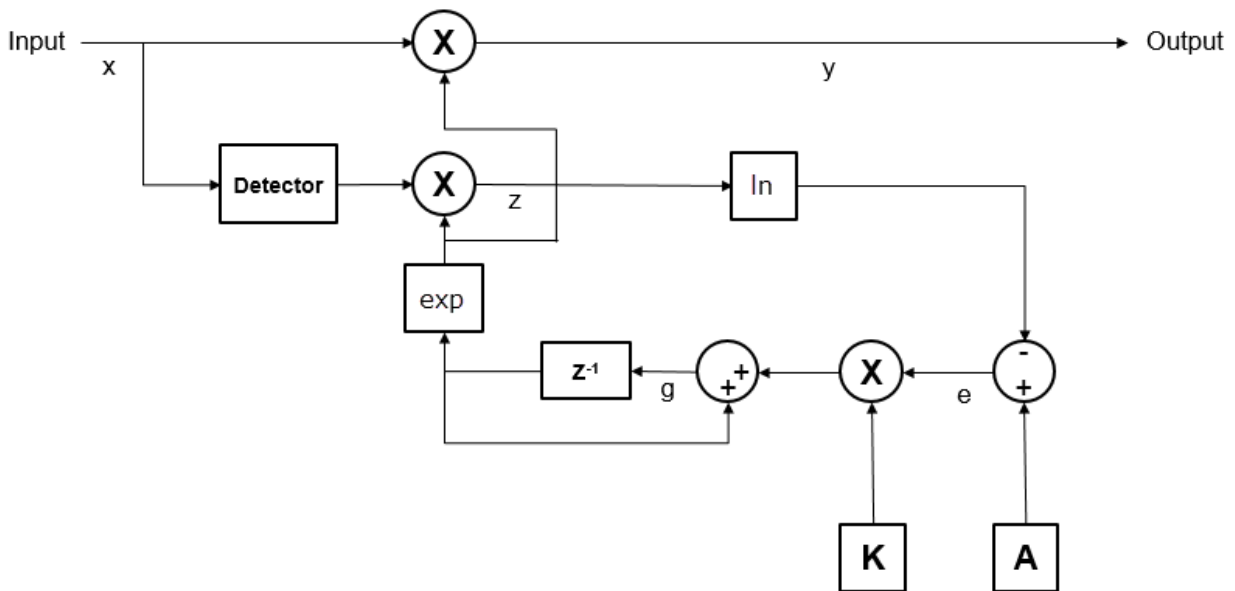 Input
x
X
y
Output
Detector
X
z
ln
exp
z-1
g
+
+
X
e
-
+
K
A